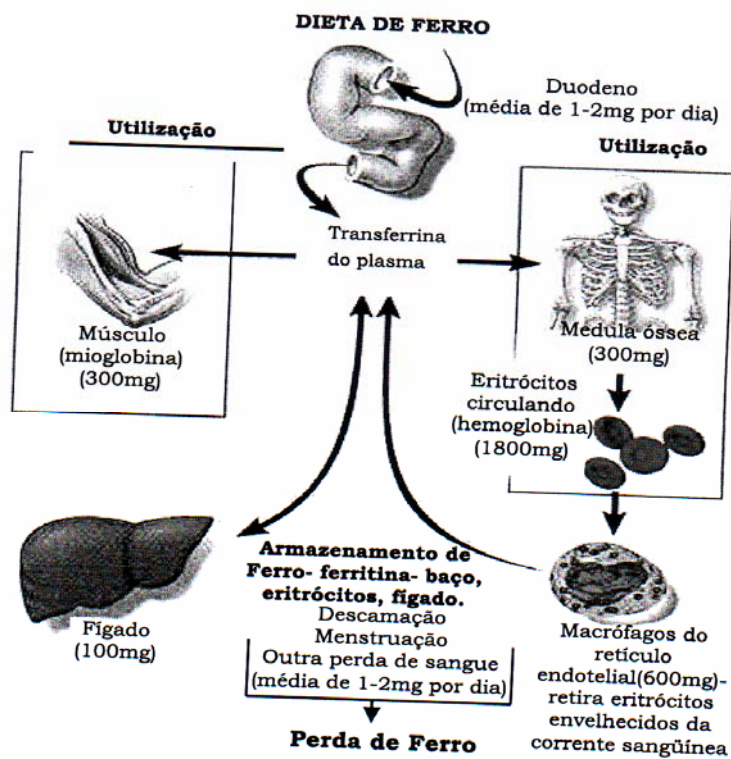 DIETA DE FERRO
Duodeno
(média de 1-2mg por dia)
Utilização
Utilização
Transferrina
do plasma
Músculo
(mioglobina)
(300mg)
Medula óssea
(300mg)
Eritrócitos
circulando
(hemoglobina)
(1800mg)
Fígado
(100mg)
Armazenamento de
Ferro- ferritina- baço,
eritrócitos, fígado.
Descamação
Menstruação
Outra perda de sangue
(média de 1-2mg por dia)
Perda de Ferro
Macrófagos do
retículo
endotelial(600mg)-
retira eritrócitos
envelhecidos da
corrente sangüínea